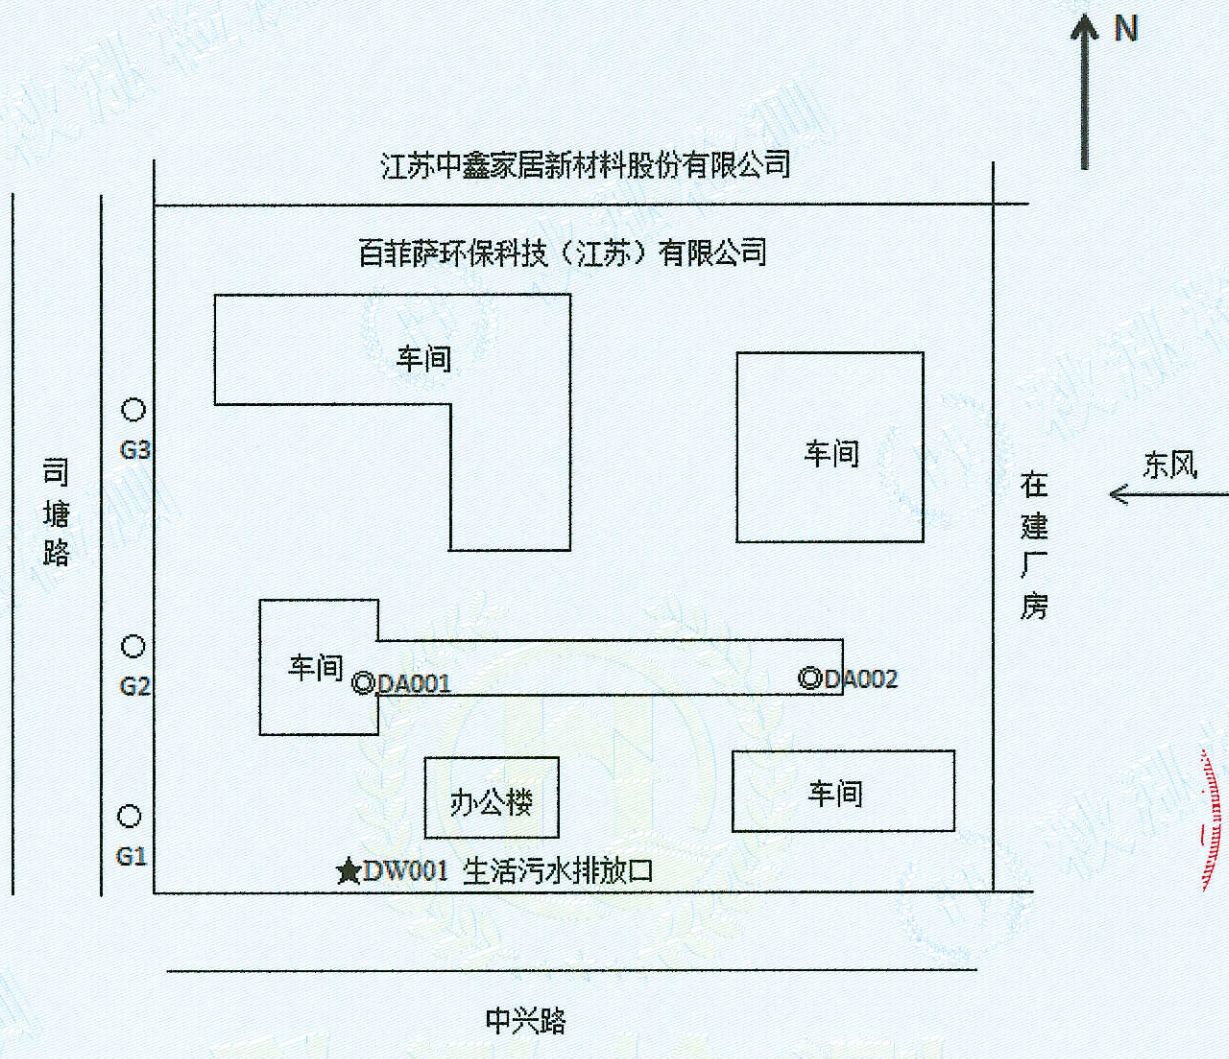 N
江苏中鑫家居新材料股份有限公司
百菲萨环保科技（江苏）有限公司
车间
车间
G3
司塘路
东风
在建厂房
车间
DA001
DA002
G2
办公楼
车间
G1
★DW001 生活污水排放口
中兴路